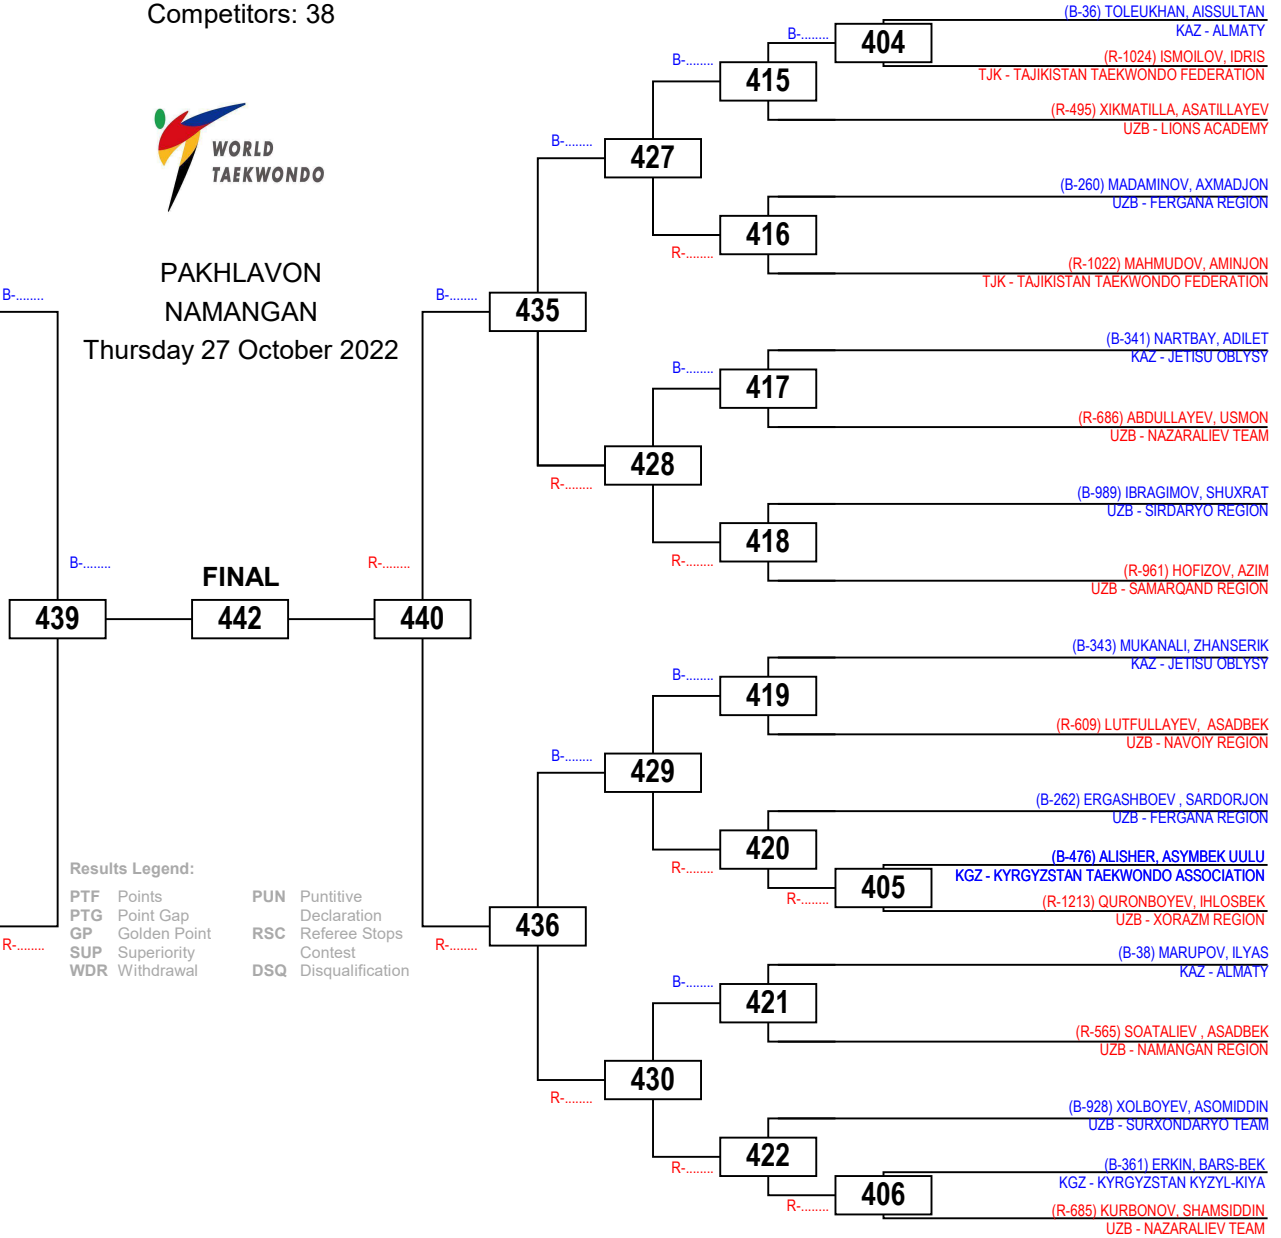 Competitors: 38
WORLD
TAEKWONDO
PAKHLAVON
NAMANGAN
Thursday 27 October 2022
B-........
B-........
FINAL
R-........
439
442
440
Results Legend:
PTF Points PUN Puntitive
PTG Point Gap Declaration
GP Golden Point RSC Referee Stops
SUP Superiority Contest
WDR Withdrawal DSQ Disqualification
R-........
B-........
435
R-........
436
B-........
427
R-........
428
B-........
429
R-........
430
B-........
415
R-........
416
B-........
417
R-........
418
B-........
419
R-........
420
B-........
421
R-........
422
B-........
404
R-........
405
R-........
406
(B-36) TOLEUKHAN, AISSULTAN
KAZ - ALMATY
(R-1024) ISMOILOV, IDRIS
TJK - TAJIKISTAN TAEKWONDO FEDERATION
(R-495) XIKMATILLA, ASATILLAYEV
UZB - LIONS ACADEMY
(B-260) MADAMINOV, AXMADJON
UZB - FERGANA REGION
(R-1022) MAHMUDOV, AMINJON
TJK - TAJIKISTAN TAEKWONDO FEDERATION
(B-341) NARTBAY, ADILET
KAZ - JETISU OBLYSY
(R-686) ABDULLAYEV, USMON
UZB - NAZARALIEV TEAM
(B-989) IBRAGIMOV, SHUXRAT
UZB - SIRDARYO REGION
(R-961) HOFIZOV, AZIM
UZB - SAMARQAND REGION
(B-343) MUKANALI, ZHANSERIK
KAZ - JETISU OBLYSY
(R-609) LUTFULLAYEV, ASADBEK
UZB - NAVOIY REGION
(B-262) ERGASHBOEV , SARDORJON
UZB - FERGANA REGION
(B-476) ALISHER, ASYMBEK UULU
KGZ - KYRGYZSTAN TAEKWONDO ASSOCIATION
(R-1213) QURONBOYEV, IHLOSBEK
UZB - XORAZM REGION
(B-38) MARUPOV, ILYAS
KAZ - ALMATY
(R-565) SOATALIEV , ASADBEK
UZB - NAMANGAN REGION
(B-928) XOLBOYEV, ASOMIDDIN
UZB - SURXONDARYO TEAM
(B-361) ERKIN, BARS-BEK
KGZ - KYRGYZSTAN KYZYL-KIYA
(R-685) KURBONOV, SHAMSIDDIN
UZB - NAZARALIEV TEAM